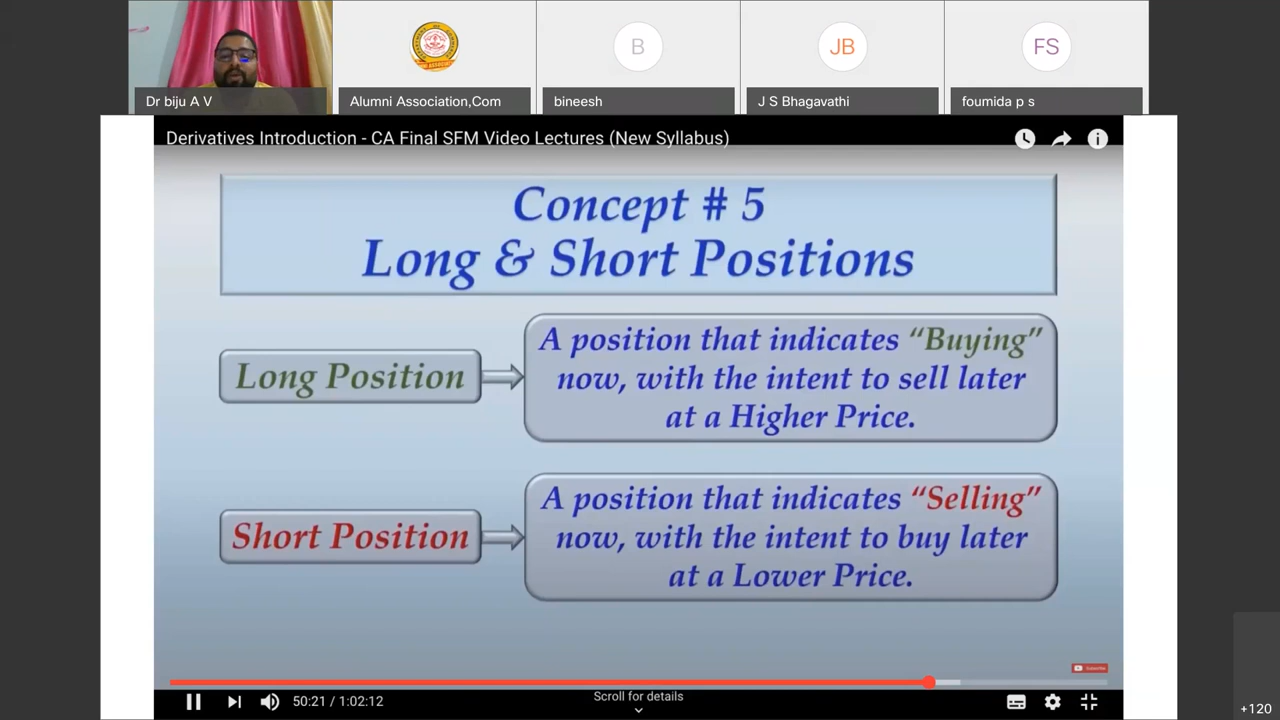 B
JB
FS
Dr biju A V
Alumni Association,Com
bineesh
J S Bhagavathi
foumida p s
Derivatives Introduction - CA Final SFM Video Lectures (New Syllabus)
Concept # 5
Long & Short Positions
Long Position
A position that indicates “Buying”
now, with the intent to sell later
at a Higher Price.
Short Position
A position that indicates “Selling”
now, with the intent to buy later
at a Lower Price.
Subscribe
50:21 / 1:02:12
Scroll for details
+120